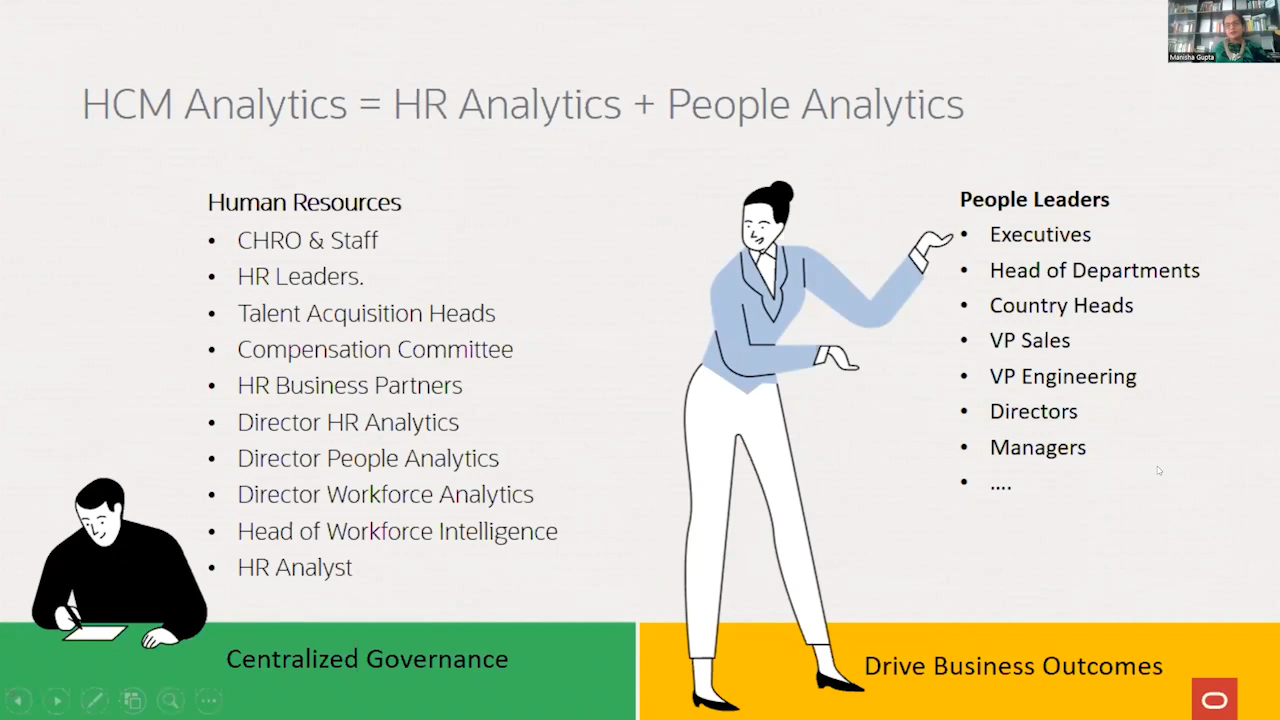 Manisha Gupta
HCM Analytics = HR Analytics + People Analytics
Human Resources
• CHRO & Staff
• HR Leaders.
• Talent Acquisition Heads
• Compensation Committee
• HR Business Partners
• Director HR Analytics
• Director People Analytics
• Director Workforce Analytics
• Head of Workforce Intelligence
• HR Analyst
People Leaders
• Executives
• Head of Departments
• Country Heads
• VP Sales
• VP Engineering
• Directors
• Managers
• ....
Centralized Governance
Drive Business Outcomes